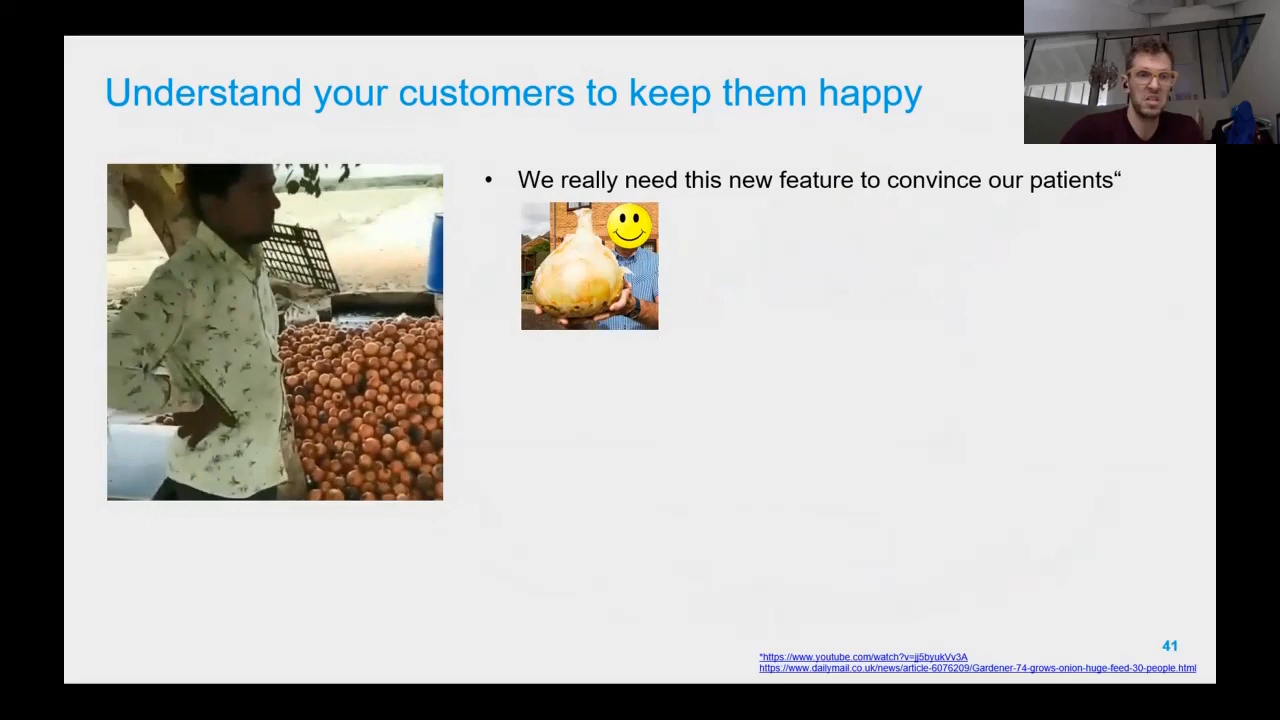 Understand your customers to keep them happy
• We really need this new feature to convince our patients“
41
*https://www.youtube.com/watch?v=jj5byukVv3A
https://www.dailymail.co.uk/news/article-6076209/Gardener-74-grows-onion-huge-feed-30-people.html